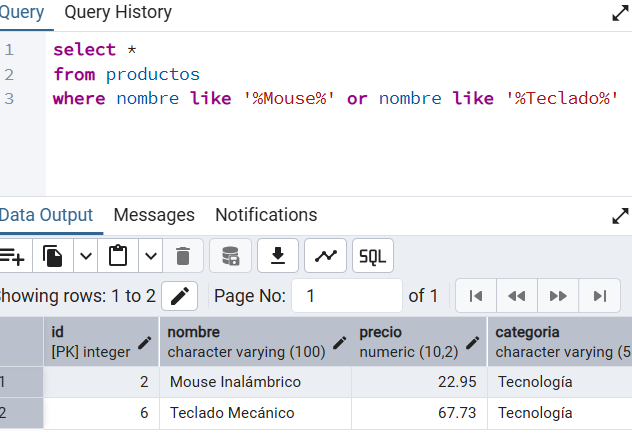 Query Query History
1 select *
2 from productos
3 where nombre like '%Mouse%' or nombre like '%Teclado%'
Data Output Messages Notifications
SQL
howing rows: 1 to 2 Page No: 1 of 1
id nombre precio categoria
[PK] integer character varying (100) numeric (10,2) character varying (5
1 2 Mouse Inalámbrico 22.95 Tecnología
2 6 Teclado Mecánico 67.73 Tecnología